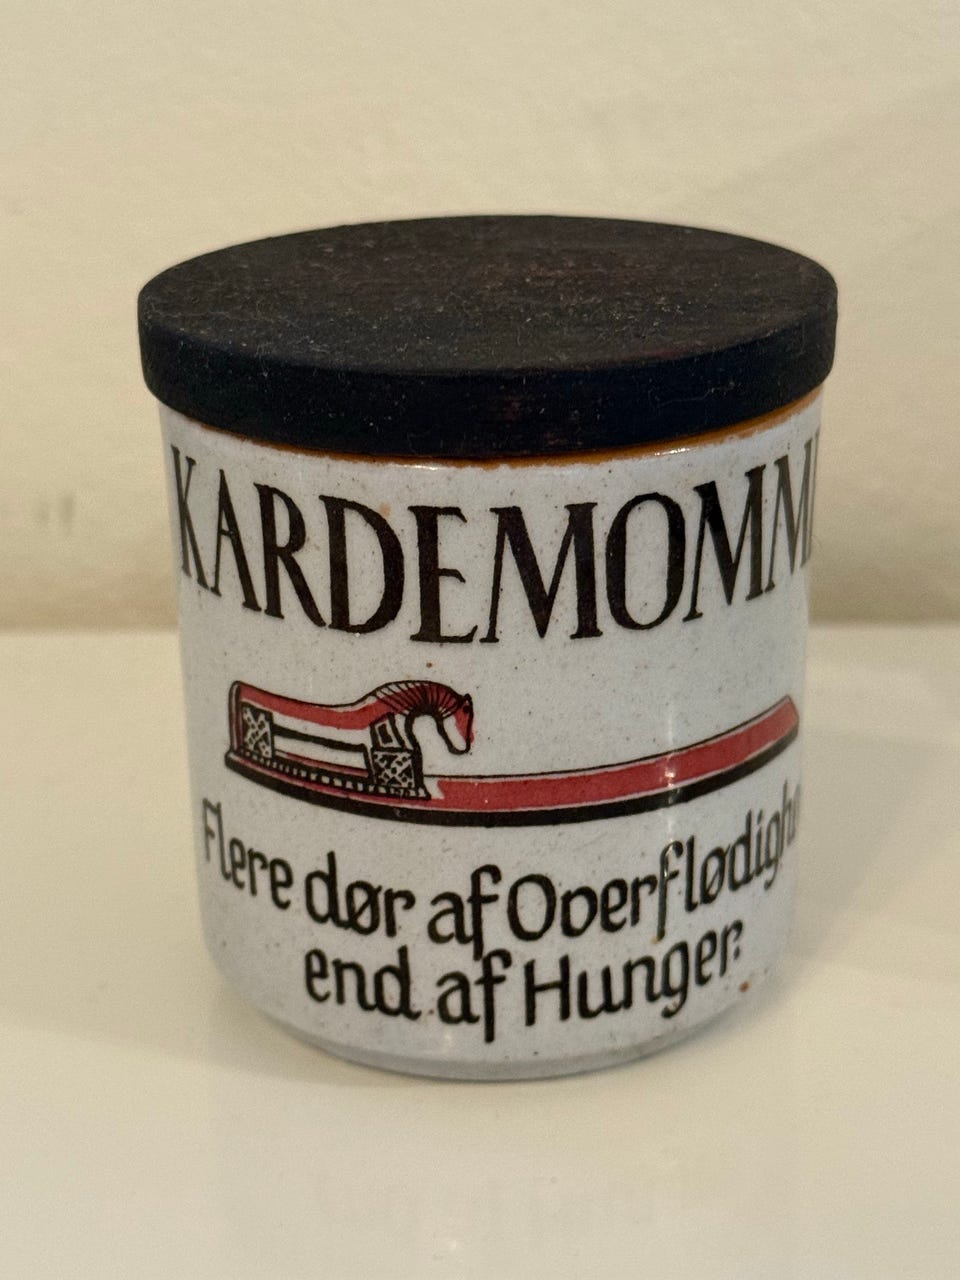 KARDEMOMM
Flere dør af Overflødigh
end af Hunger.